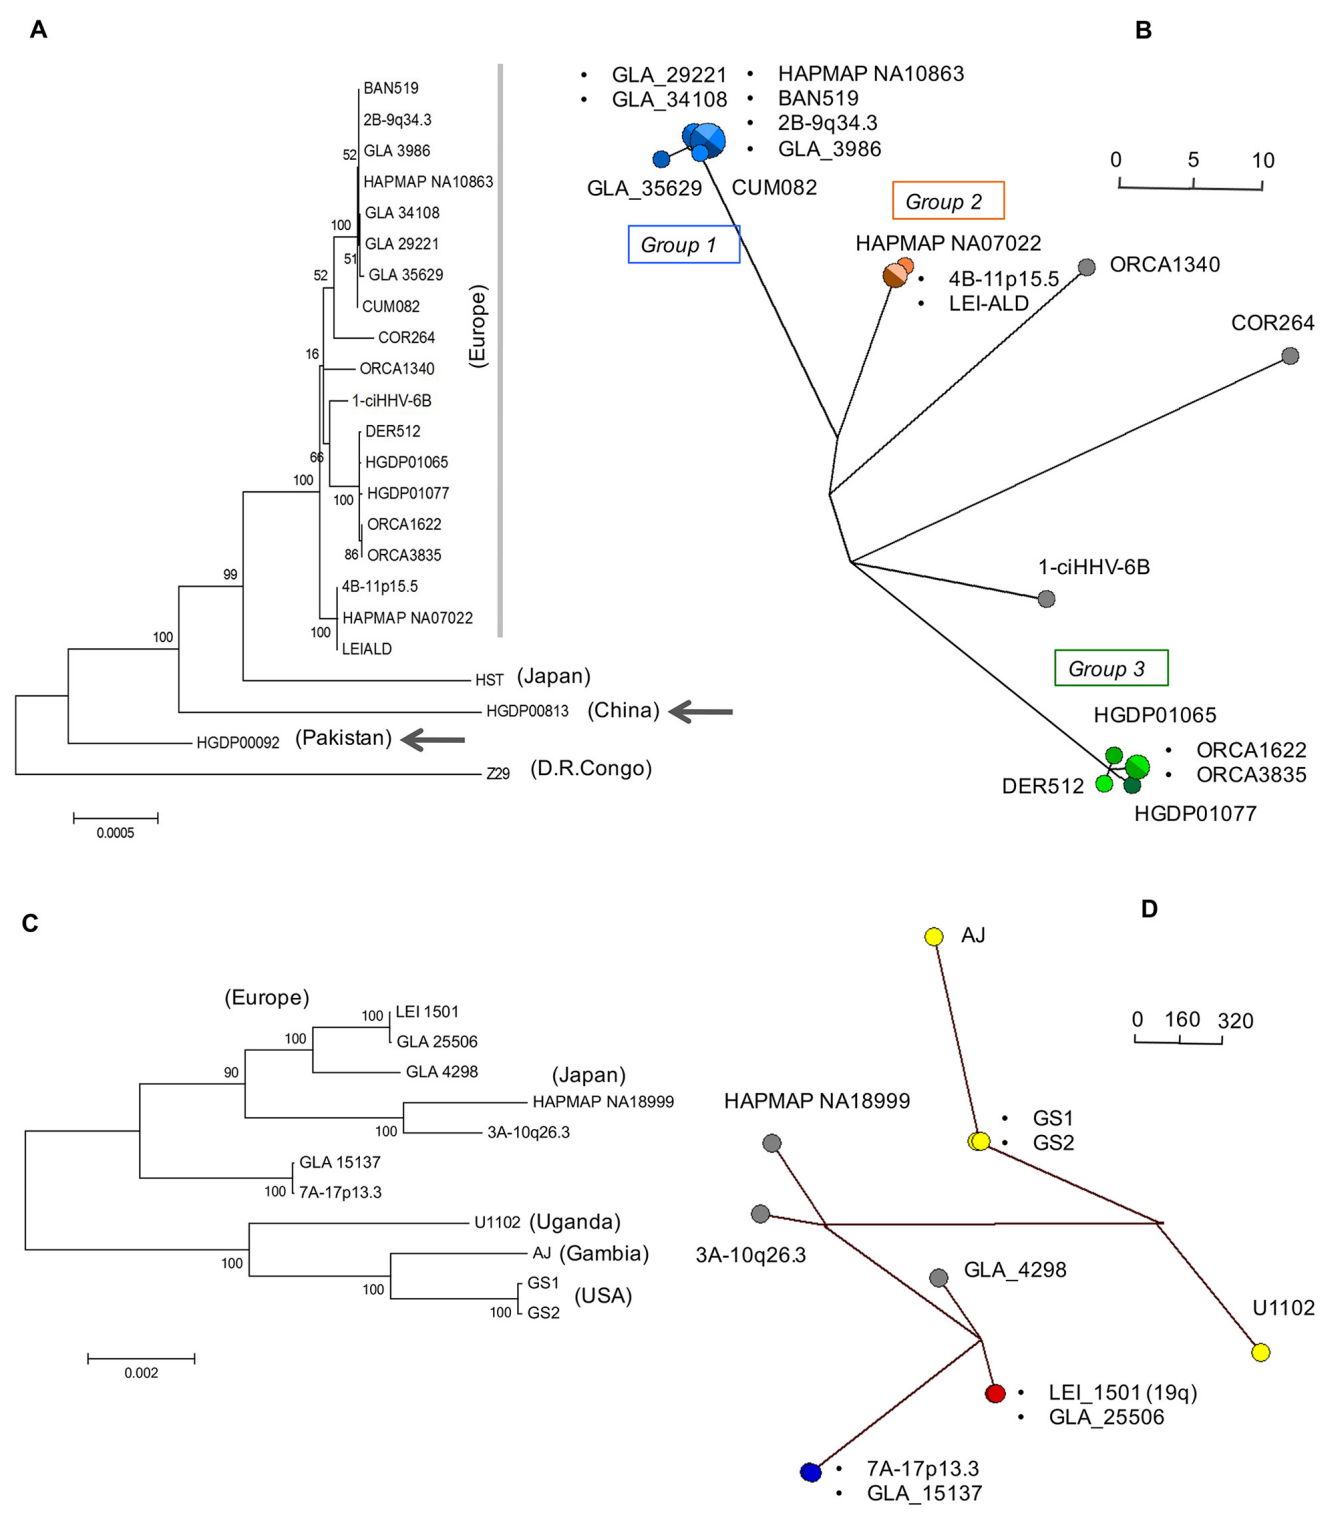 A
BAN519
2B-9q34.3
52
GLA 3986
HAPMAP NA10863
GLA 34108
100
GLA 29221
51
GLA 35629
52
CUM082
COR264
16
ORCA1340
1-ciHHV-6B
DER512
66
HGDP01065
100
HGDP01077
100
ORCA1622
86
ORCA3835
99
4B-11p15.5
HAPMAP NA07022
100
LEIALD
100
(Europe)
HST (Japan)
HGDP00813 (China)
HGDP00092 (Pakistan)
Z29 (D.R.Congo)
0.0005
B
• GLA_29221 • HAPMAP NA10863
• GLA_34108 • BAN519
• 2B-9q34.3
• GLA_3986
GLA_35629 CUM082
Group 1
0 5 10
Group 2
HAPMAP NA07022
• 4B-11p15.5
• LEI-ALD
ORCA1340
COR264
1-ciHHV-6B
Group 3
HGDP01065
• ORCA1622
• ORCA3835
DER512
HGDP01077
C
(Europe)
100 LEI 1501
GLA 25506
100
GLA 4298
90
(Japan)
HAPMAP NA18999
100 3A-10q26.3
GLA 15137
100 7A-17p13.3
U1102 (Uganda)
100
AJ (Gambia)
100
GS1
(USA)
100 GS2
0.002
D
AJ
0 160 320
• GS1
• GS2
HAPMAP NA18999
3A-10q26.3
GLA_4298
U1102
• LEI_1501 (19q)
• GLA_25506
• 7A-17p13.3
• GLA_15137